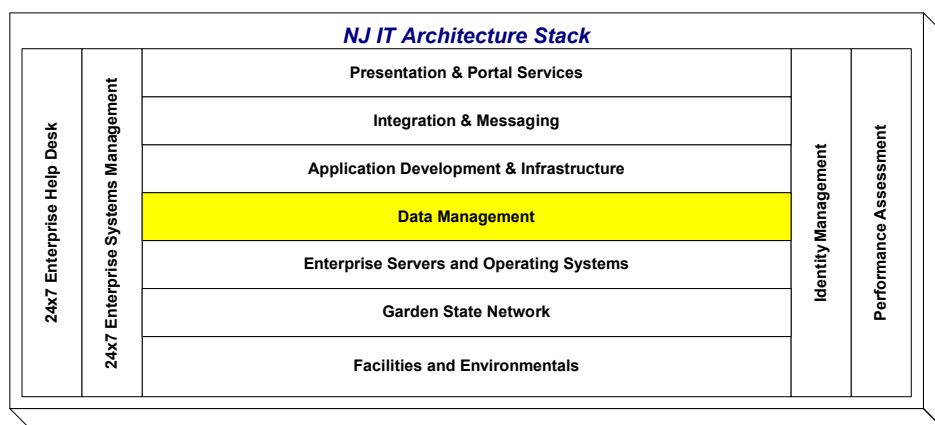 NJ IT Architecture Stack
24x7 Enterprise Help Desk
24x7 Enterprise Systems Management
Presentation & Portal Services
Integration & Messaging
Application Development & Infrastructure
Data Management
Enterprise Servers and Operating Systems
Garden State Network
Facilities and Environmentals
Identity Management
Performance Assessment